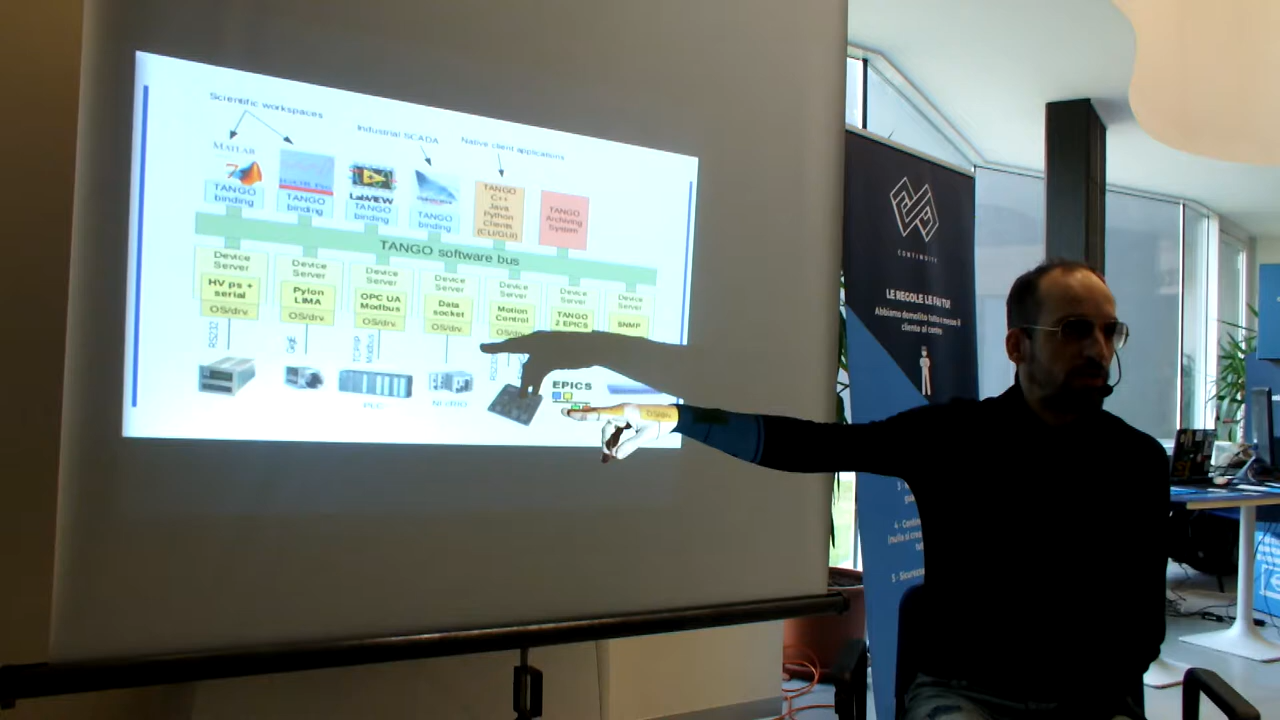 Scientific workspaces
Industrial SCADA
Native client applications
MATLAB
LabVIEW
TANGO
binding
TANGO
binding
TANGO
binding
TANGO
binding
TANGO
C++
Java
Python
Clients
(CLI/GUI)
TANGO
Archiving
System
TANGO software bus
Device
Server
HV ps +
serial
OS/drv.
Device
Server
Pylon
LIMA
OS/drv.
Device
Server
OPC UA
Modbus
OS/drv.
Device
Server
Data
socket
OS/drv.
Device
Server
Motion
Control
OS/drv
Device
Server
TANGO
2 EPICS
Device
Server
SNMP
RS232
GigE
TCP/IP
Modbus
EPICS
PLC
CONTINUITY
LE REGOLE LE FAI TU!
Abbiamo demolito tutto e messo il
cliente al centro